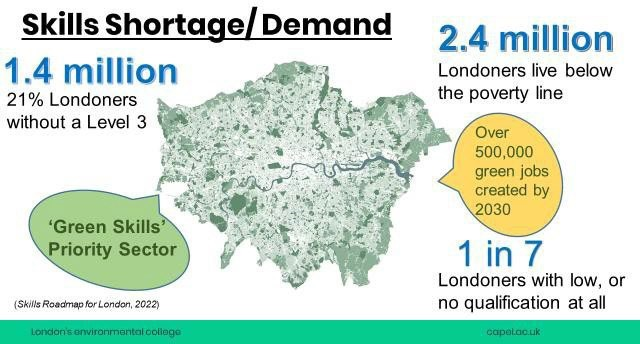 Skills Shortage/Demand
1.4 million
21% Londoners
without a Level 3
2.4 million
Londoners live below
the poverty line
Over
500,000
green jobs
created by
2030
‘Green Skills’
Priority Sector
1 in 7
Londoners with low, or
no qualification at all
(Skills Roadmap for London, 2022)
London's environmental college
capel.ac.uk